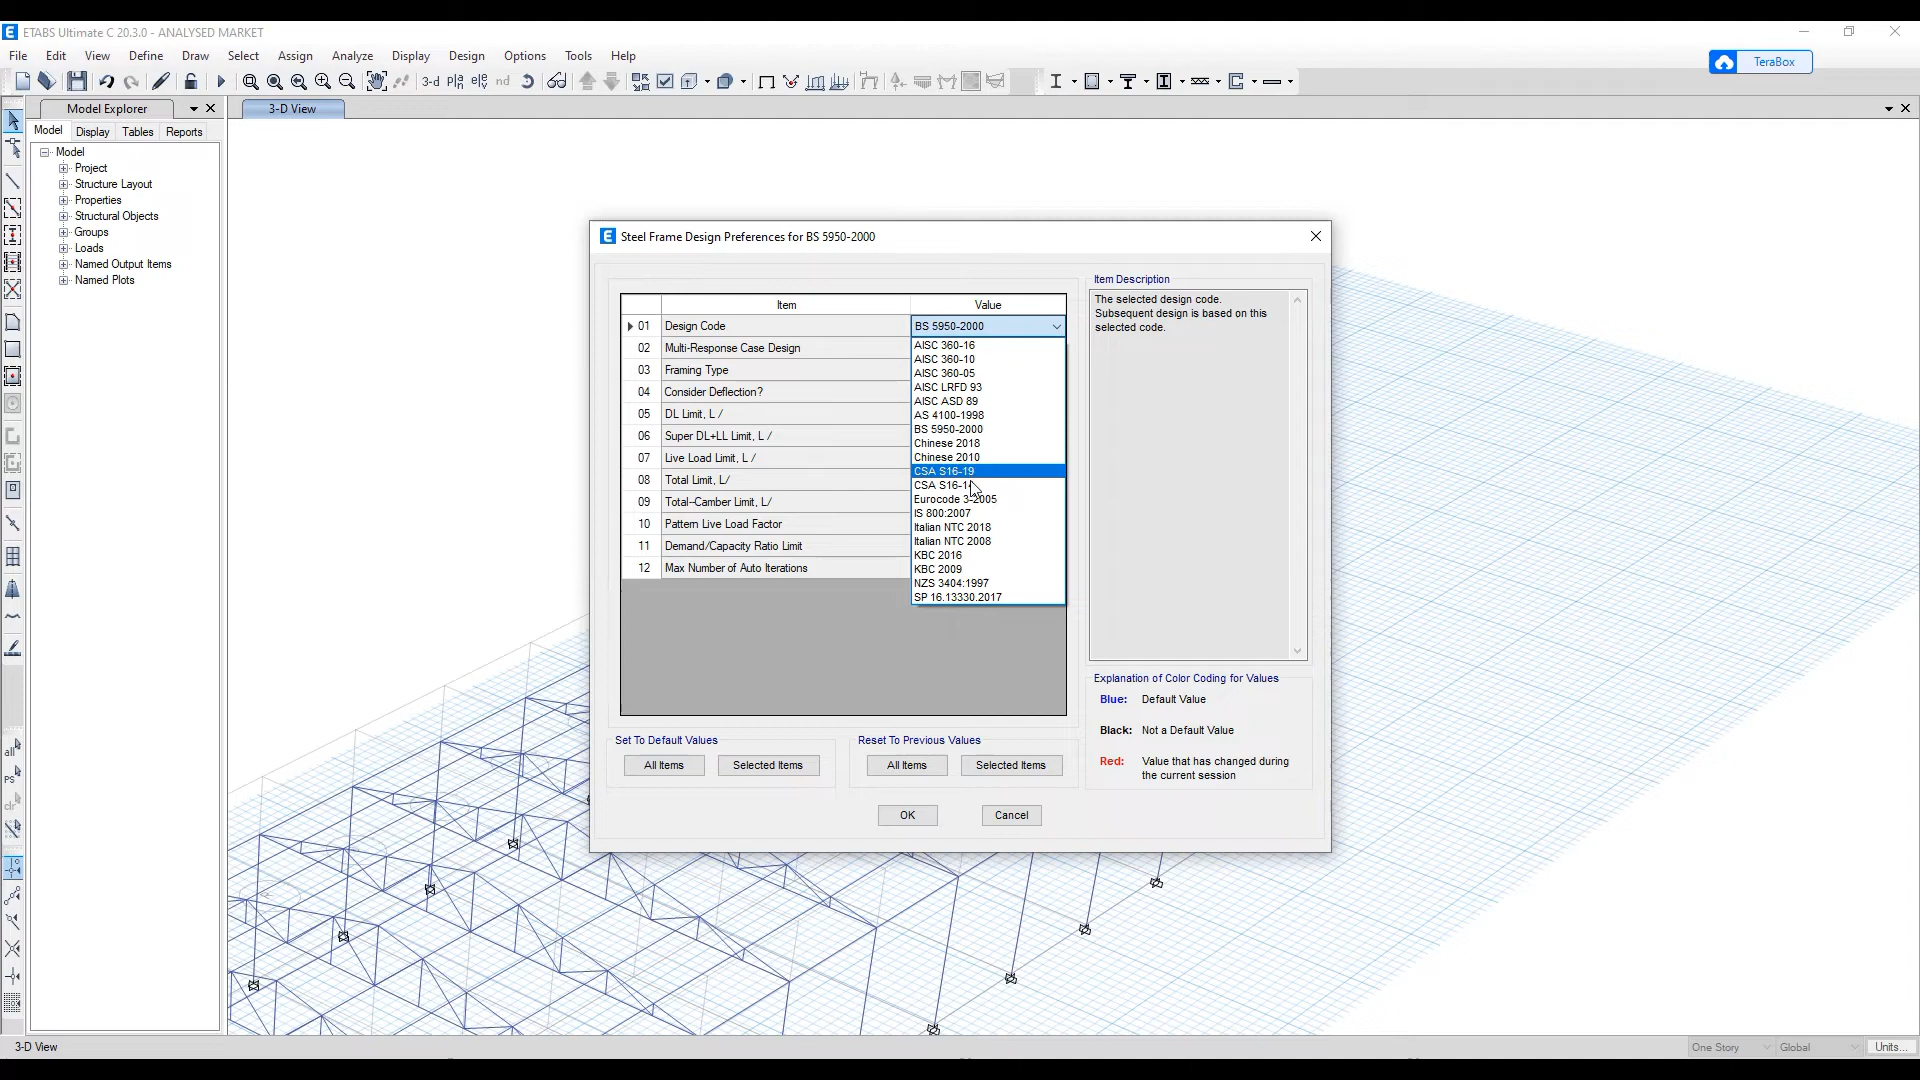 ETABS Ultimate C 20.3.0 - ANALYSED MARKET
File Edit View Define Draw Select Assign Analyze Display Design Options Tools Help
TeraBox
3-d
nd
Model Explorer
3-D View
Model Display Tables Reports
Model
Project
Structure Layout
Properties
Structural Objects
Groups
Loads
Named Output Items
Named Plots
all
PS
clr
Steel Frame Design Preferences for BS 5950-2000
Item Value
01 Design Code BS 5950-2000
02 Multi-Response Case Design
03 Framing Type
04 Consider Deflection?
05 DL Limit, L /
06 Super DL+LL Limit, L /
07 Live Load Limit, L /
08 Total Limit, L/
09 Total--Camber Limit, L/
10 Pattern Live Load Factor
11 Demand/Capacity Ratio Limit
12 Max Number of Auto Iterations
AISC 360-16
AISC 360-10
AISC 360-05
AISC LRFD 93
AISC ASD 89
AS 4100-1998
BS 5950-2000
Chinese 2018
Chinese 2010
CSA S16-19
CSA
Eurocode 3-2005
IS 800:2007
Italian NTC 2018
Italian NTC 2008
KBC 2016
KBC 2009
NZS 3404:1997
SP 16.13330.2017
Item Description
The selected design code.
Subsequent design is based on this
selected code.
Explanation of Color Coding for Values
Blue: Default Value
Black: Not a Default Value
Red: Value that has changed during
the current session
Set To Default Values
All Items Selected Items
Reset To Previous Values
All Items Selected Items
OK Cancel
3-D View
One Story Global Units...